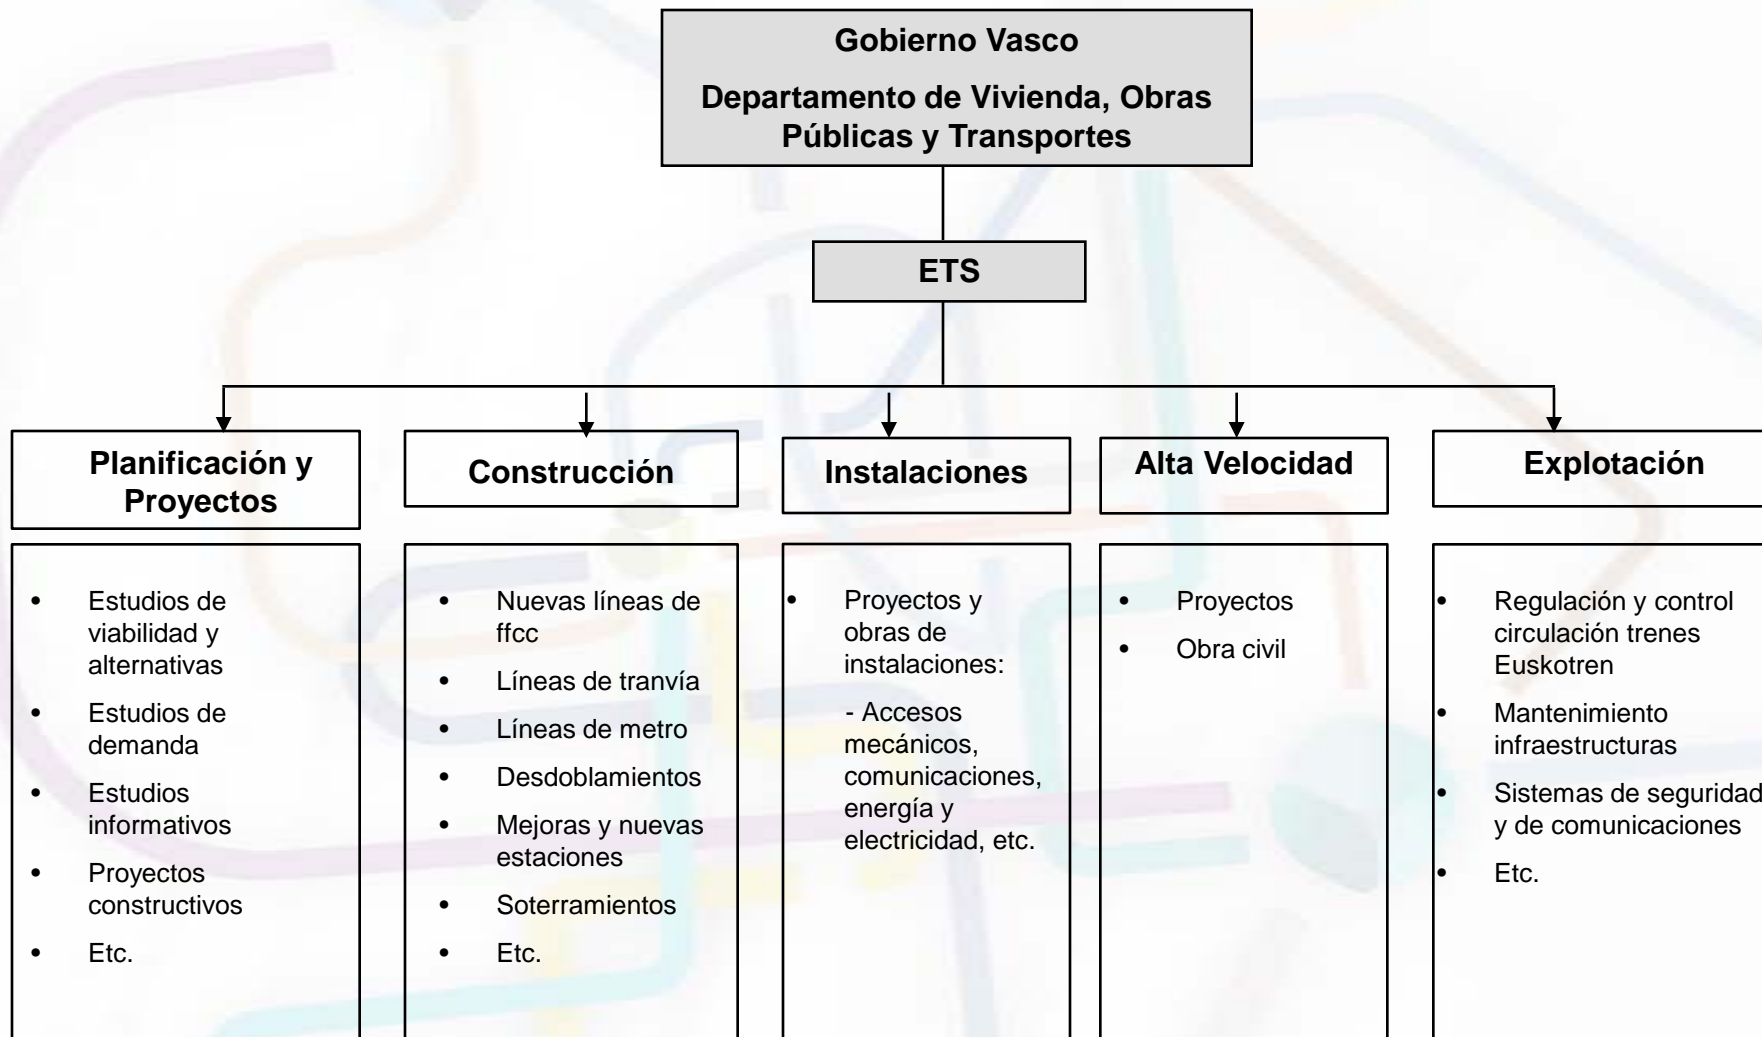 Gobierno Vasco
Departamento de Vivienda, Obras
Públicas y Transportes
ETS
Planificación y
Proyectos
• Estudios de
viabilidad y
alternativas
• Estudios de
demanda
• Estudios
informativos
• Proyectos
constructivos
• Etc.
Construcción
• Nuevas líneas de
ffcc
• Líneas de tranvía
• Líneas de metro
• Desdoblamientos
• Mejoras y nuevas
estaciones
• Soterramientos
• Etc.
Instalaciones
• Proyectos y
obras de
instalaciones:
- Accesos
mecánicos,
comunicaciones,
energía y
electricidad, etc.
Alta Velocidad
• Proyectos
• Obra civil
Explotación
• Regulación y control
circulación trenes
Euskotren
• Mantenimiento
infraestructuras
• Sistemas de seguridad
y de comunicaciones
• Etc.